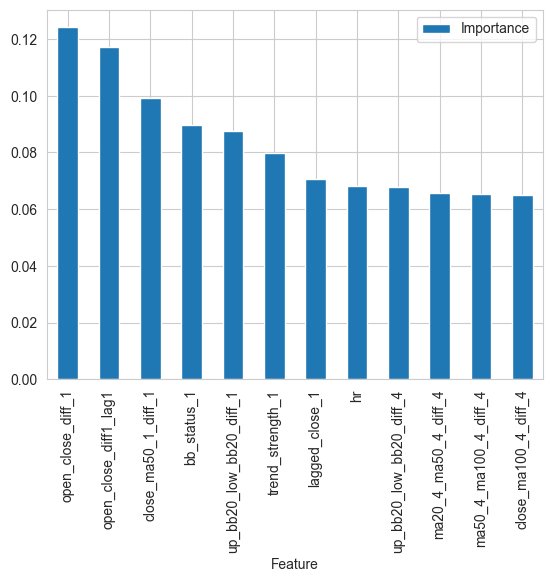 Importance
0.12
0.10
0.08
0.06
0.04
0.02
0.00
open_close_diff_1
open_close_diff1_lag1
close_ma50_1_diff_1
bb_status_1
up_bb20_low_bb20_diff_1
trend_strength_1
lagged_close_1
hr
up_bb20_low_bb20_diff_4
ma20_4_ma50_4_diff_4
ma50_4_ma100_4_diff_4
close_ma100_4_diff_4
Feature